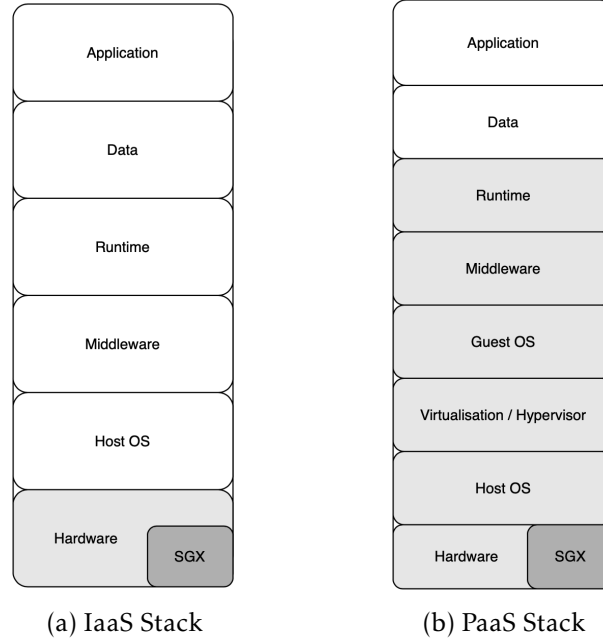 Application
Data
Runtime
Middleware
Host OS
Hardware
SGX
(a) IaaS Stack
Application
Data
Runtime
Middleware
Guest OS
Virtualisation / Hypervisor
Host OS
Hardware
SGX
(b) PaaS Stack